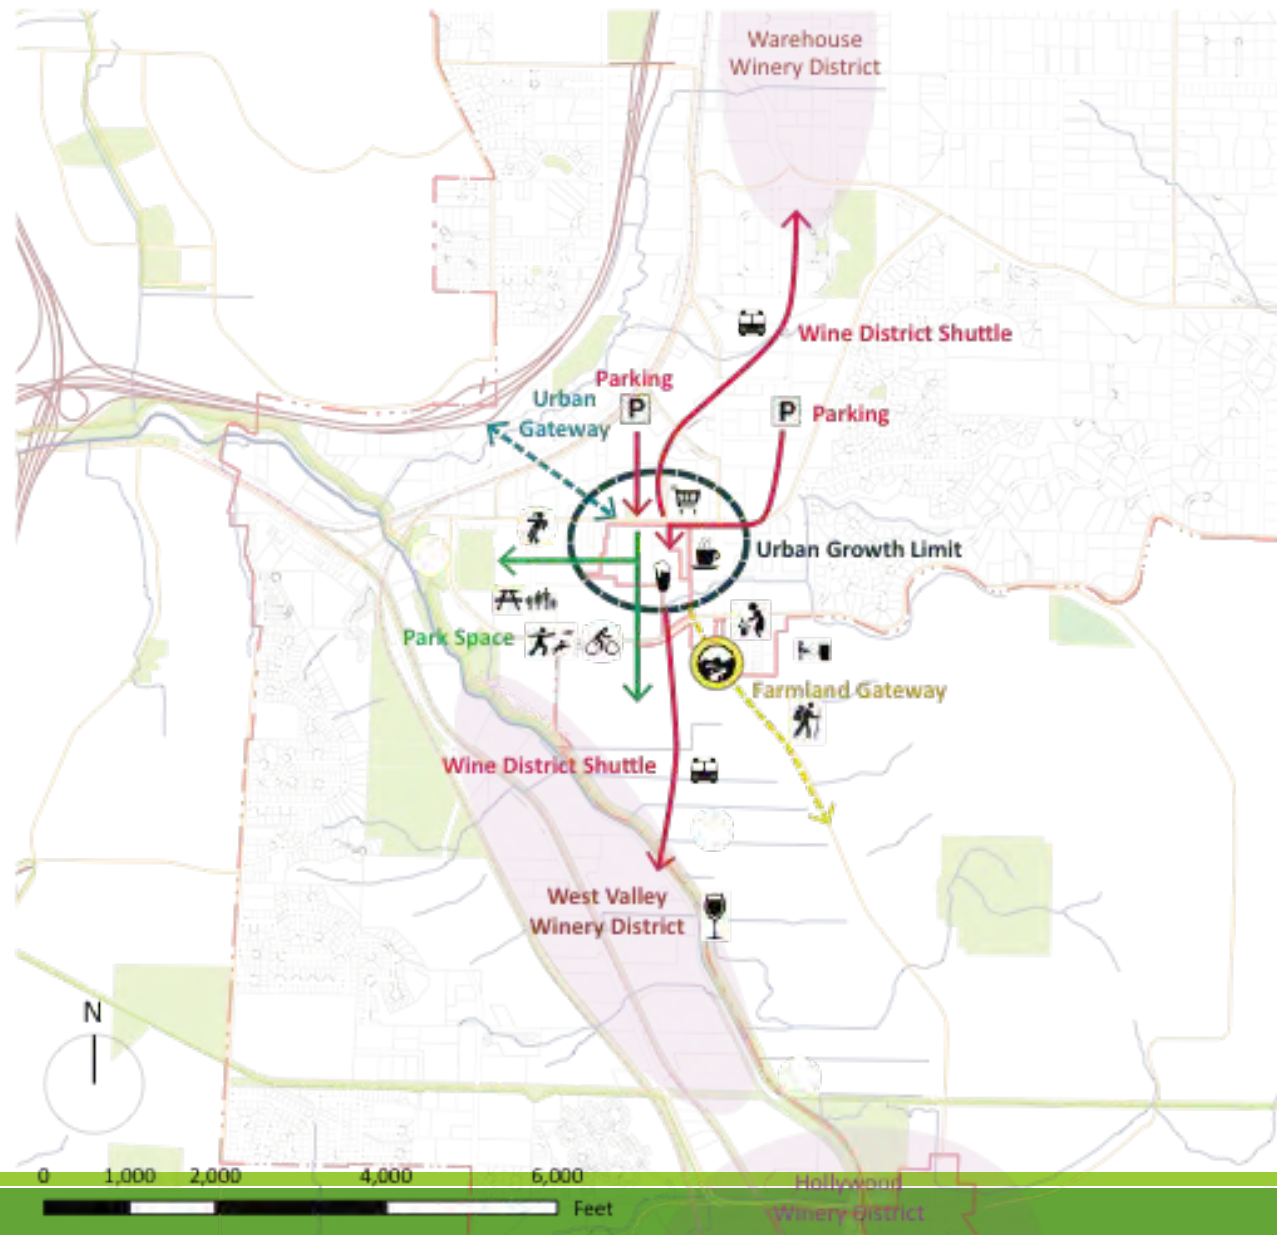 Warehouse
Winery District
Wine District Shuttle
Parking
P
Urban
Gateway
P
Parking
Urban Growth Limit
Park Space
Farmland Gateway
Wine District Shuttle
West Valley
Winery District
N
0 1,000 2,000 4,000 6,000
Feet
Hollywood
Winery District